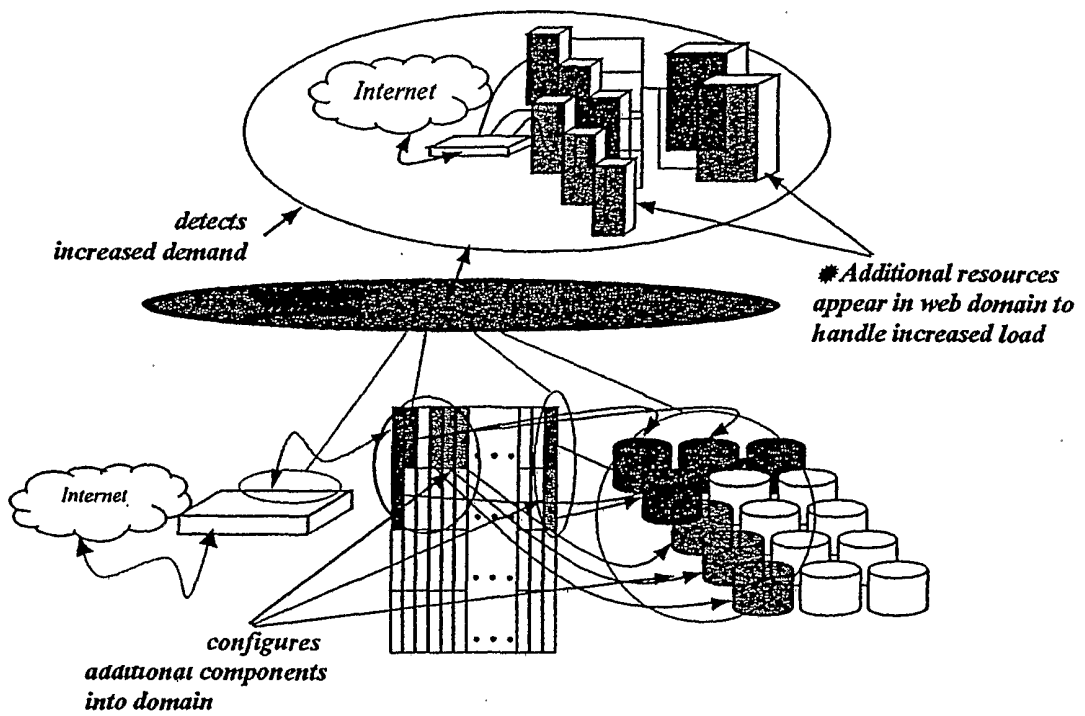 Internet
detects
increased demand
✹Additional resources
appear in web domain to
handle increased load
Internet
configures
additional components
into domain